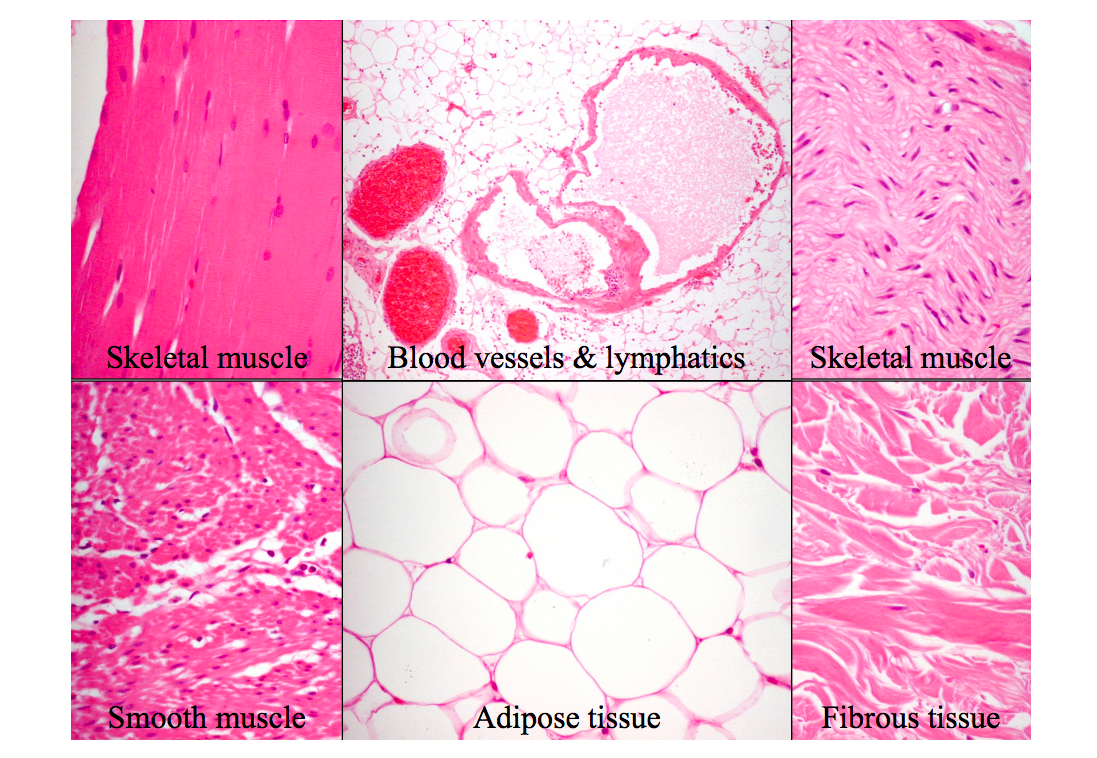 Skeletal muscle
Blood vessels & lymphatics
Skeletal muscle
Smooth muscle
Adipose tissue
Fibrous tissue